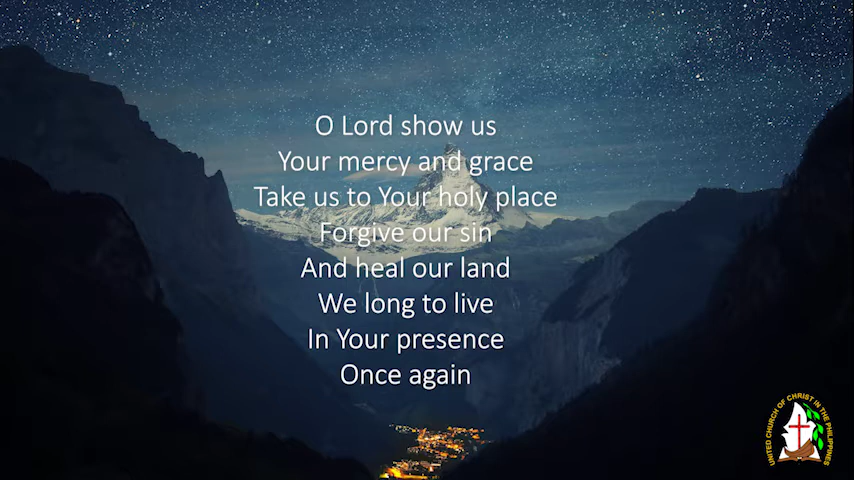 O Lord show us
Your mercy and grace
Take us to Your holy place
Forgive our sin
And heal our land
We long to live
In Your presence
Once again
UNITED CHURCH OF CHRIST IN THE PHILIPPINES